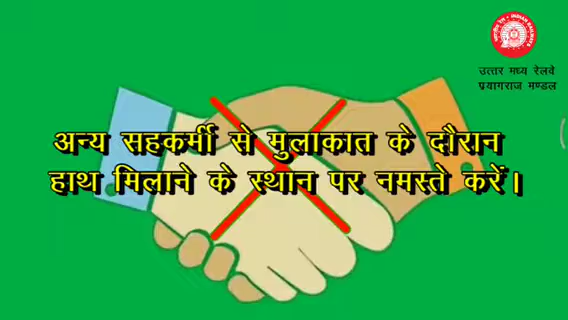 उत्तर मध्य रेलवे
प्रयागराज मण्डल
अन्य सहकर्मी से मुलाकात के दौरान
हाथ मिलाने के स्थान पर नमस्ते करें।